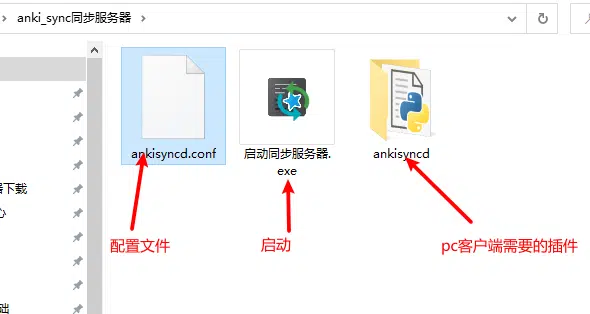 anki_sync同步服务器
ankisyncd.conf
启动同步服务器.
exe
ankisyncd
器下载
心
配置文件
启动
pc客户端需要的插件
础